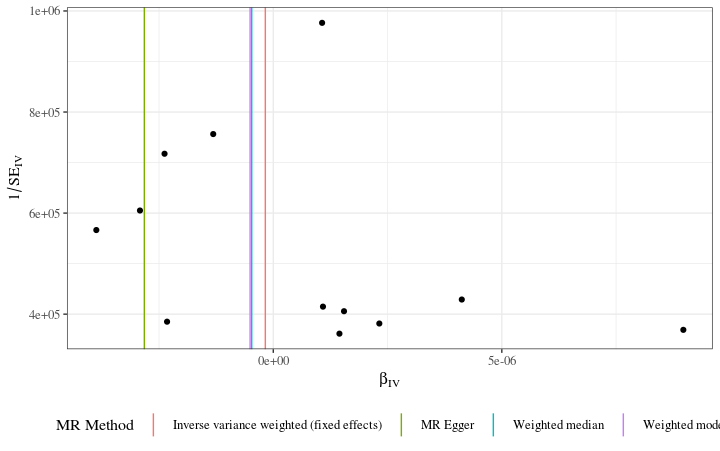 1e+06
8e+05
6e+05
4e+05
1/SE_IV
0e+00 5e-06
β_IV
MR Method Inverse variance weighted (fixed effects) MR Egger Weighted median Weighted mod